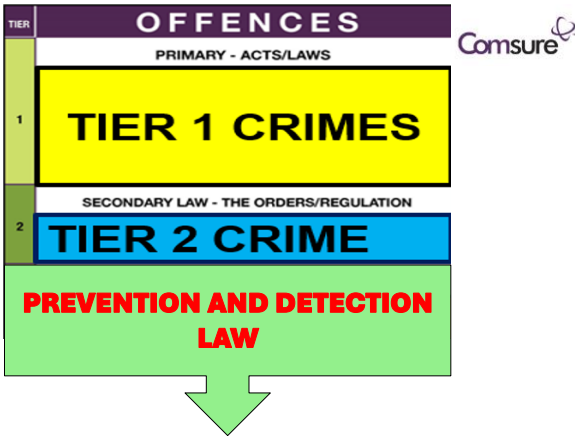 TIER OFFENCES
Comsure
PRIMARY - ACTS/LAWS
1 TIER 1 CRIMES
SECONDARY LAW - THE ORDERS/REGULATION
2 TIER 2 CRIME
PREVENTION AND DETECTION
LAW